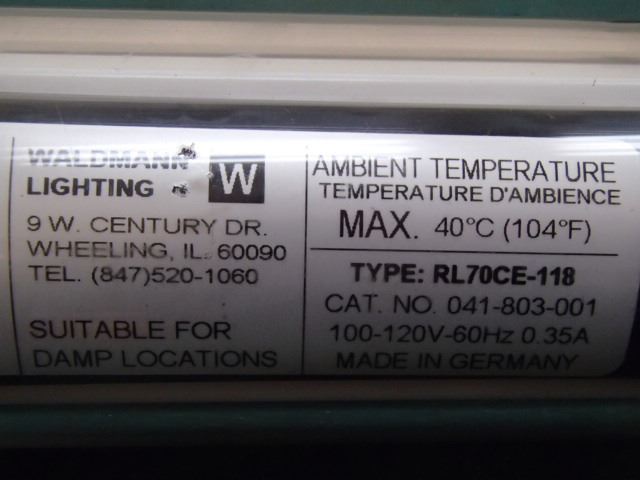 WALDMANN
LIGHTING
W
9 W. CENTURY DR.
WHEELING, IL. 60090
TEL. (847)520-1060
SUITABLE FOR
DAMP LOCATIONS
AMBIENT TEMPERATURE
TEMPERATURE D'AMBIENCE
MAX. 40°C (104°F)
TYPE: RL70CE-118
CAT. NO. 041-803-001
100-120V-60Hz 0.35A
MADE IN GERMANY